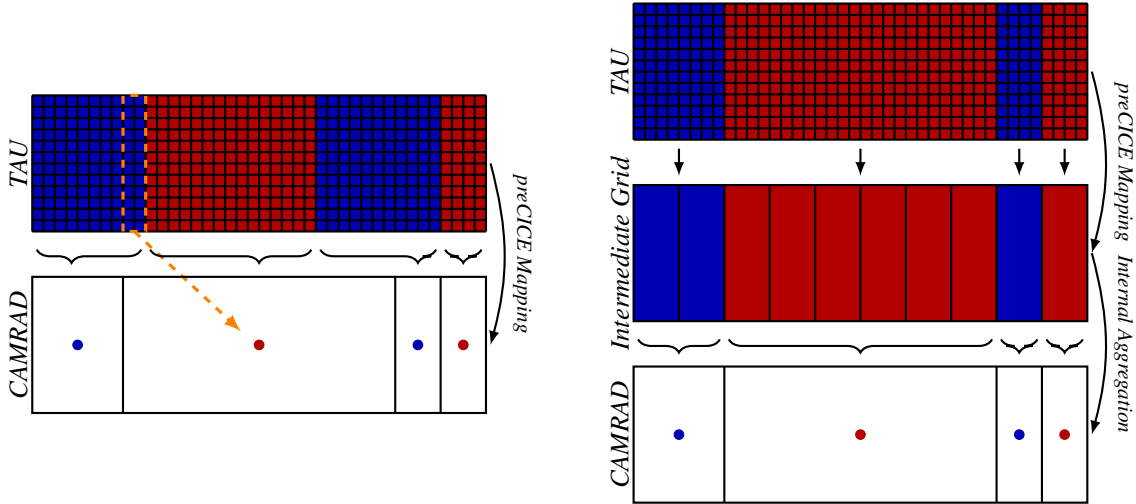 TAU
preCICE Mapping
CAMRAD
TAU
preCICE Mapping
Intermediate Grid
Internal Aggregation
CAMRAD